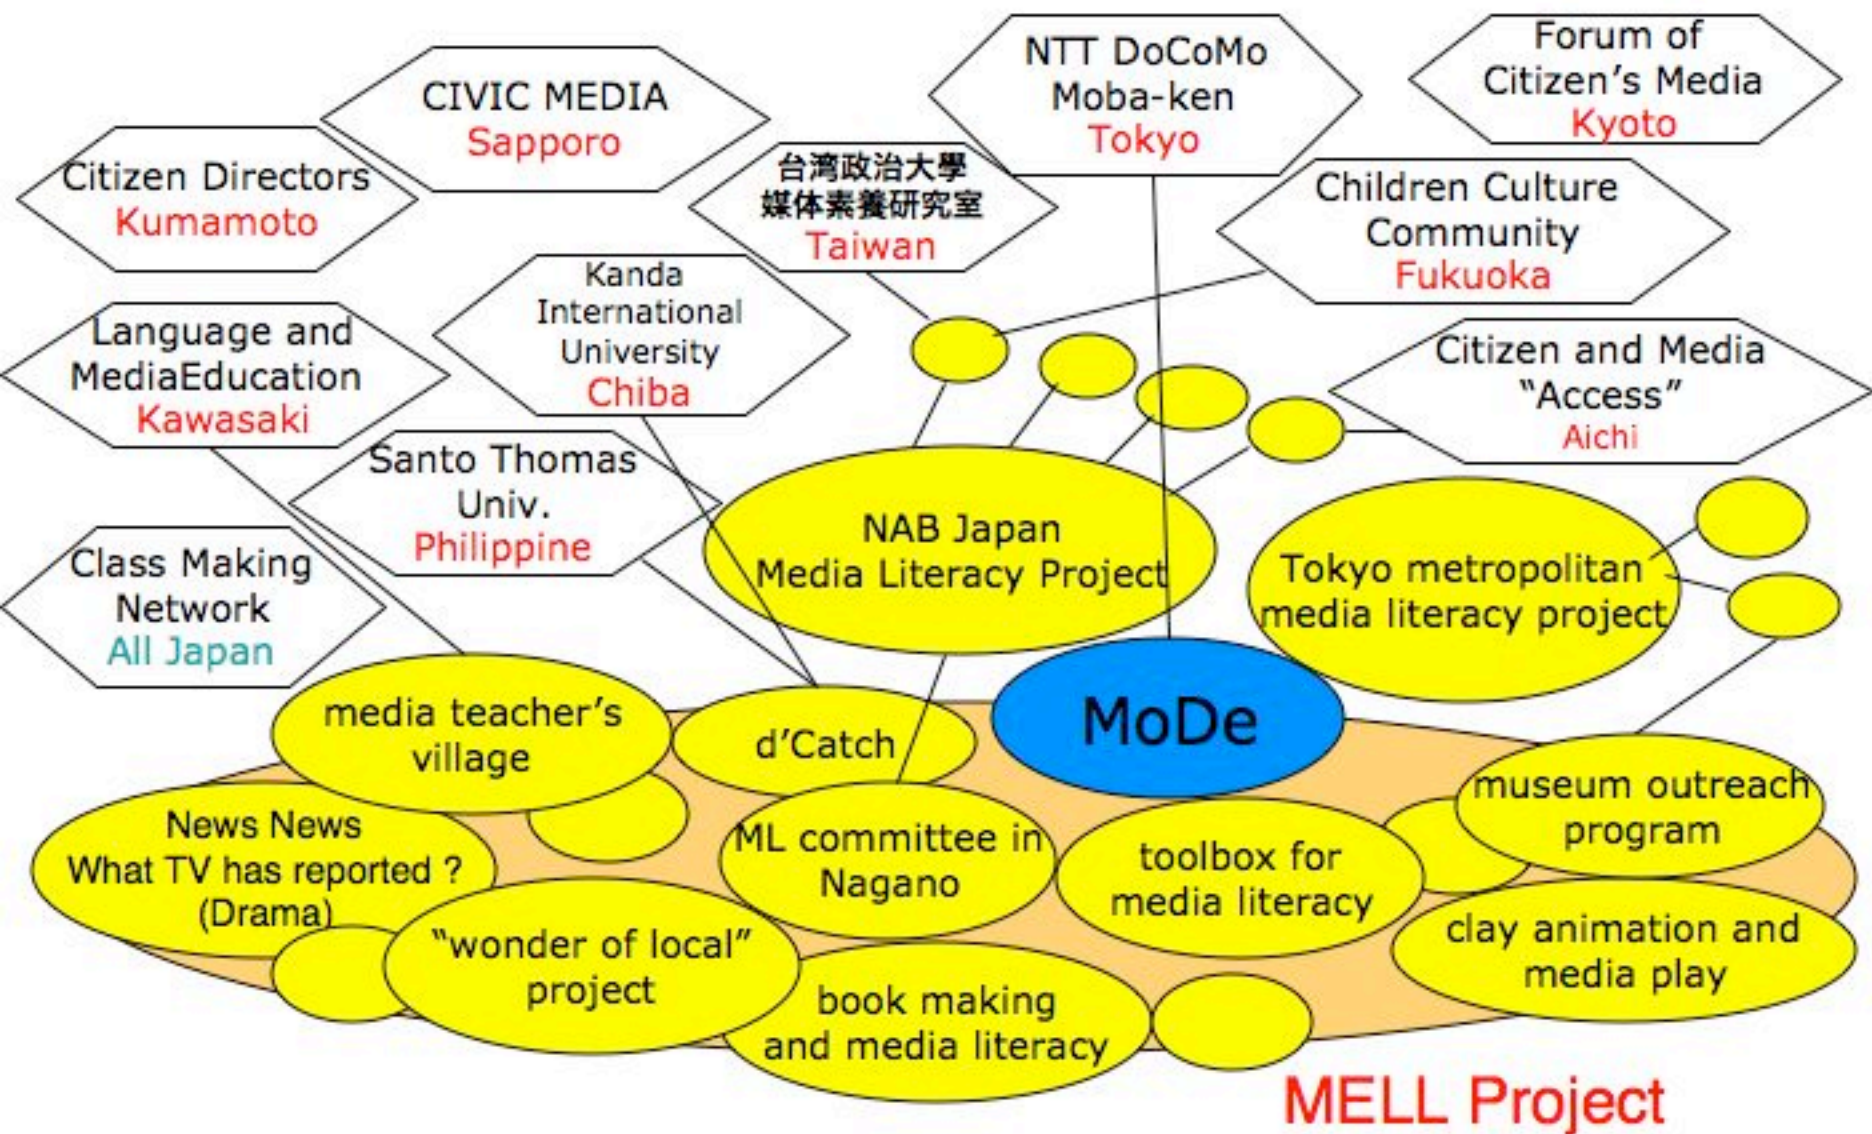 CIVIC MEDIA
Sapporo
NTT DoCoMo
Moba-ken
Tokyo
Forum of
Citizen's Media
Kyoto
Citizen Directors
Kumamoto
台湾政治大學
媒体素養研究室
Taiwan
Children Culture
Community
Fukuoka
Language and
MediaEducation
Kawasaki
Kanda
International
University
Chiba
Citizen and Media
“Access”
Aichi
Santo Thomas
Univ.
Philippine
Class Making
Network
All Japan
NAB Japan
Media Literacy Project
Tokyo metropolitan
media literacy project
media teacher's
village
d'Catch
MoDe
museum outreach
program
News News
What TV has reported ?
(Drama)
ML committee in
Nagano
toolbox for
media literacy
“wonder of local”
project
clay animation and
media play
book making
and media literacy
MELL Project